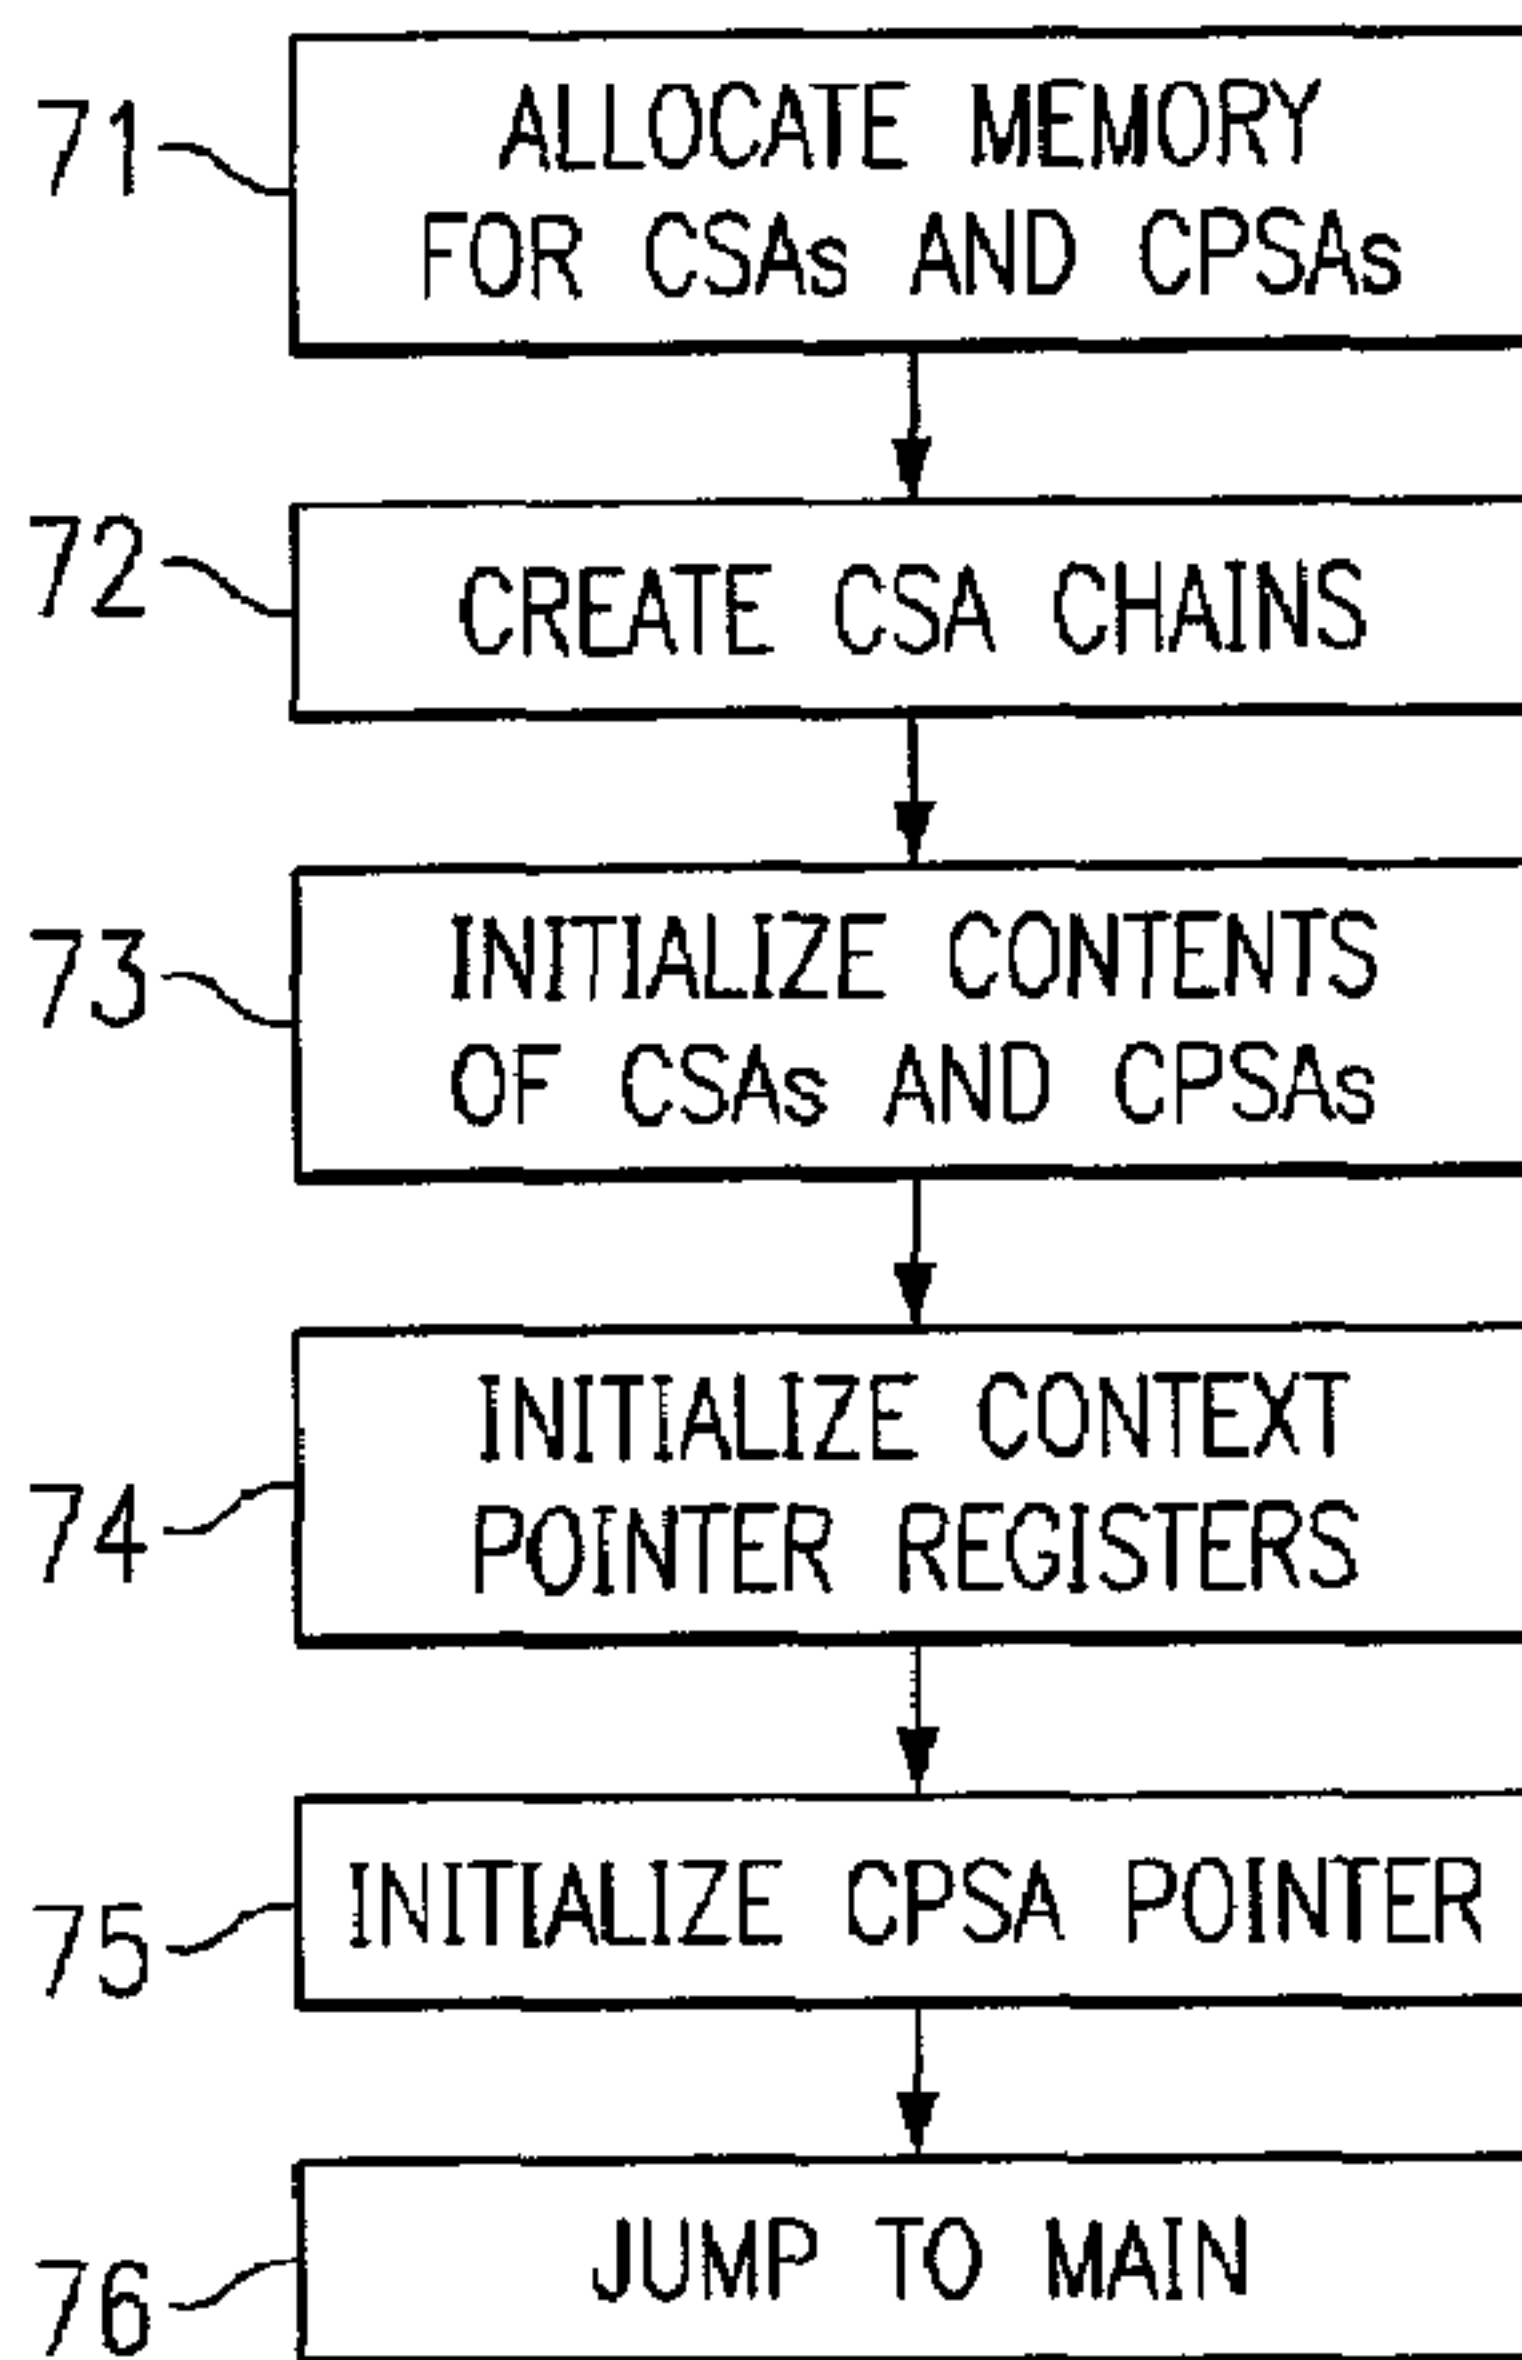 71
ALLOCATE MEMORY
FOR CSAs AND CPSAs
72
CREATE CSA CHAINS
73
INITIALIZE CONTENTS
OF CSAs AND CPSAs
74
INITIALIZE CONTEXT
POINTER REGISTERS
75
INITIALIZE CPSA POINTER
76
JUMP TO MAIN